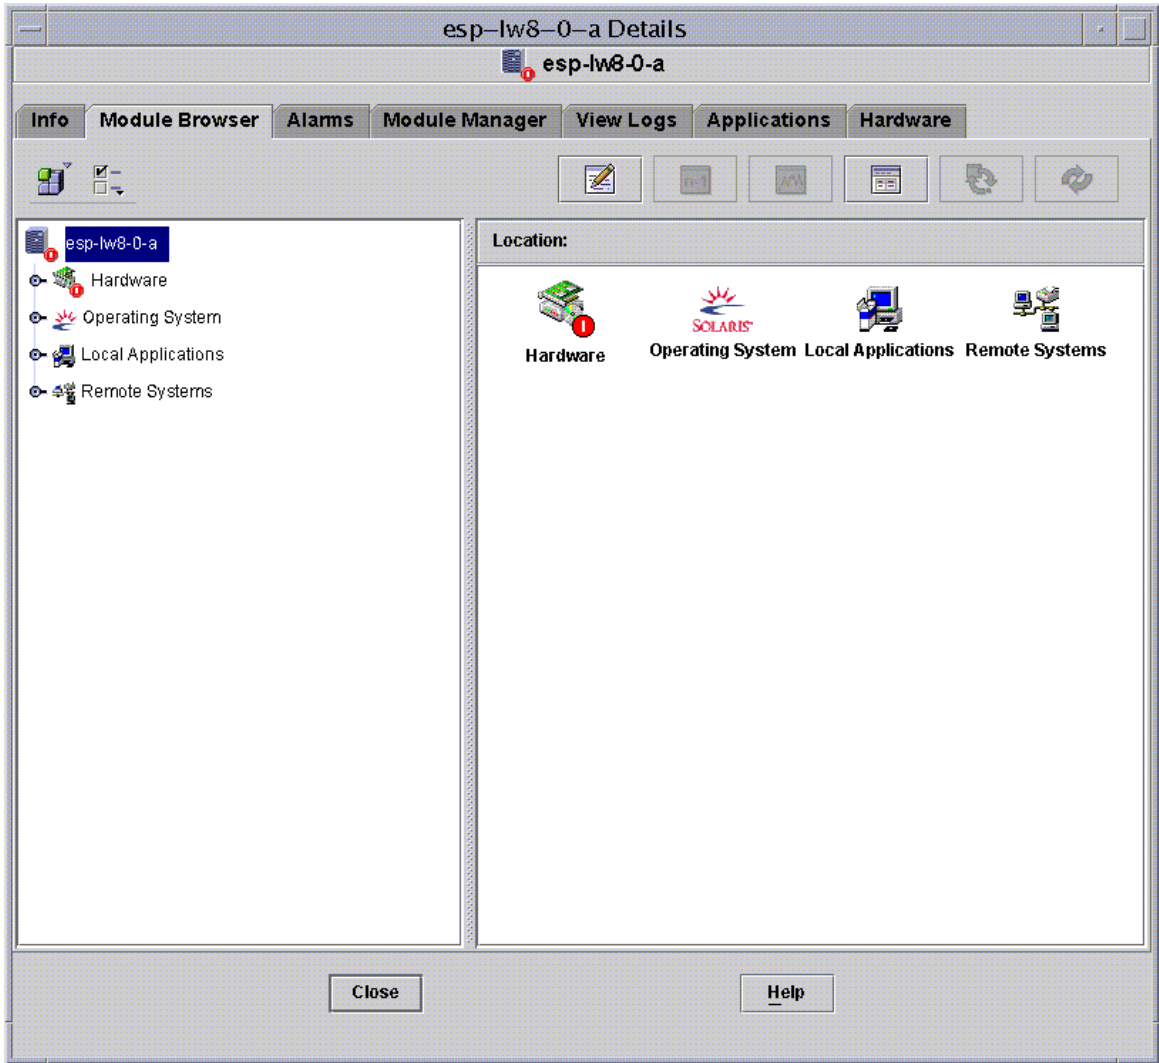 esp-lw8-0-a Details
esp-lw8-0-a
Info Module Browser Alarms Module Manager View Logs Applications Hardware
n-1
esp-lw8-0-a
Hardware
Operating System
Local Applications
Remote Systems
Location:
SOLARIS
Hardware Operating System Local Applications Remote Systems
Close Help